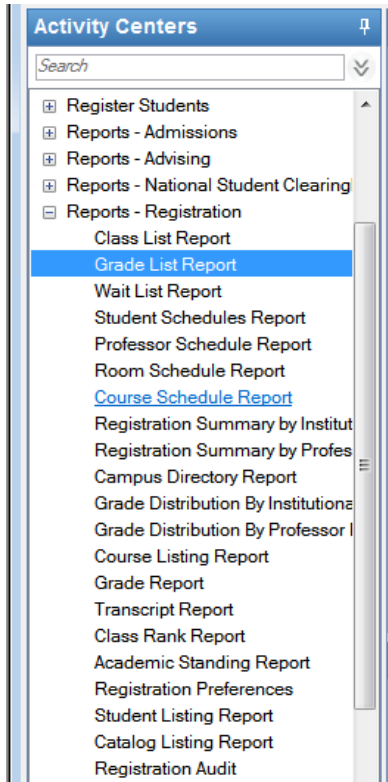 Activity Centers
Search
Register Students
Reports - Admissions
Reports - Advising
Reports - National Student Clearing
Reports - Registration
Class List Report
Grade List Report
Wait List Report
Student Schedules Report
Professor Schedule Report
Room Schedule Report
Course Schedule Report
Registration Summary by Institut
Registration Summary by Profes
Campus Directory Report
Grade Distribution By Institutiona
Grade Distribution By Professor I
Course Listing Report
Grade Report
Transcript Report
Class Rank Report
Academic Standing Report
Registration Preferences
Student Listing Report
Catalog Listing Report
Registration Audit